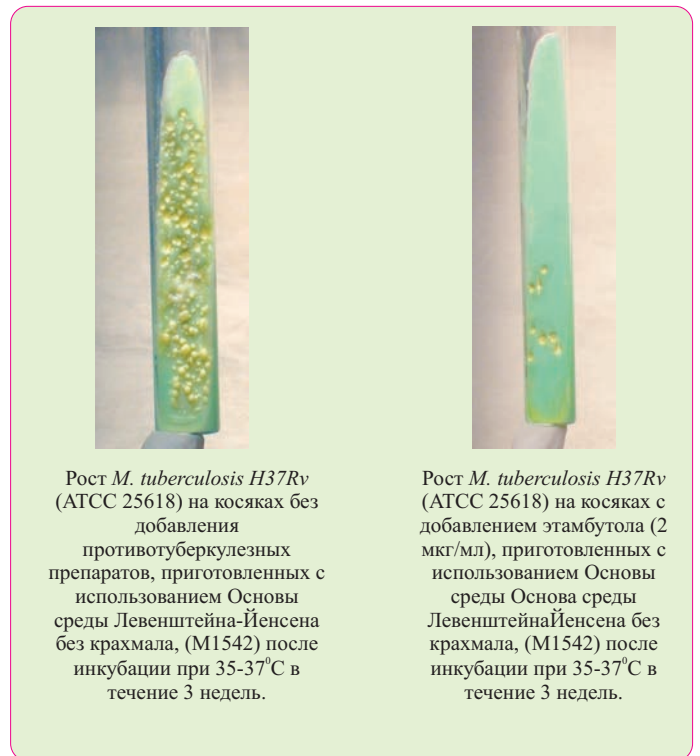 Рост M. tuberculosis H37Rv
(ATCC 25618) на косяках без
добавления
противотуберкулезных
препаратов, приготовленных с
использованием Основы
среды Левенштейна-Йенсена
без крахмала, (M1542) после
инкубации при 35-37⁰С в
течение 3 недель.
Рост M. tuberculosis H37Rv
(ATCC 25618) на косяках с
добавлением этамбутола (2
мкг/мл), приготовленных с
использованием Основы
среды Основа среды
ЛевенштейнаЙенсена без
крахмала, (M1542) после
инкубации при 35-37⁰С в
течение 3 недель.